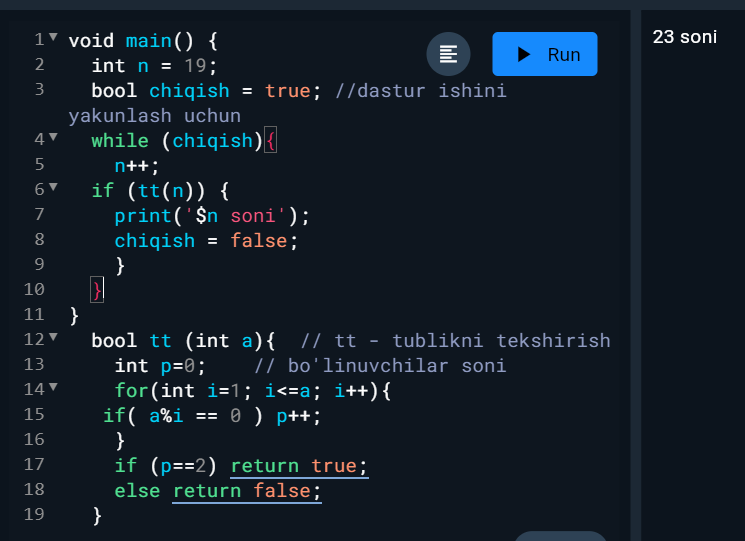 1 void main() {
2 int n = 19;
3 bool chiqish = true; //dastur ishini
yakunlash uchun
4 while (chiqish){
5 n++;
6 if (tt(n)) {
7 print('$n soni');
8 chiqish = false;
9 }
10 }
11 }
12 bool tt (int a){ // tt - tublikni tekshirish
13 int p=0; // bo'linuvchilar soni
14 for(int i=1; i<=a; i++){
15 if( a%i == 0 ) p++;
16 }
17 if (p==2) return true;
18 else return false;
19 }
Run
23 soni